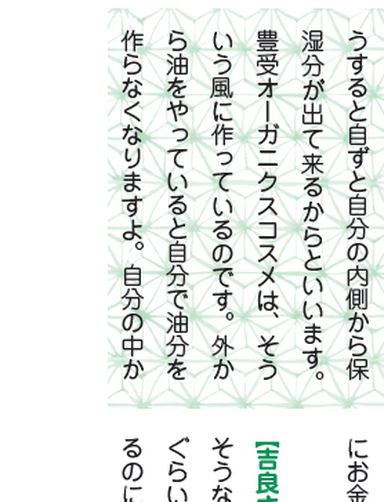 うすると自ずと自分の内側から保
湿分が出て来るからといいます。
豊受オーガニクスコスメは、そう
いう風に作っているのです。外か
ら油をやっていると自分で油分を
作らなくなりますよ。自分の中か
にお金
【吉良
そうな
ぐらい
るのに